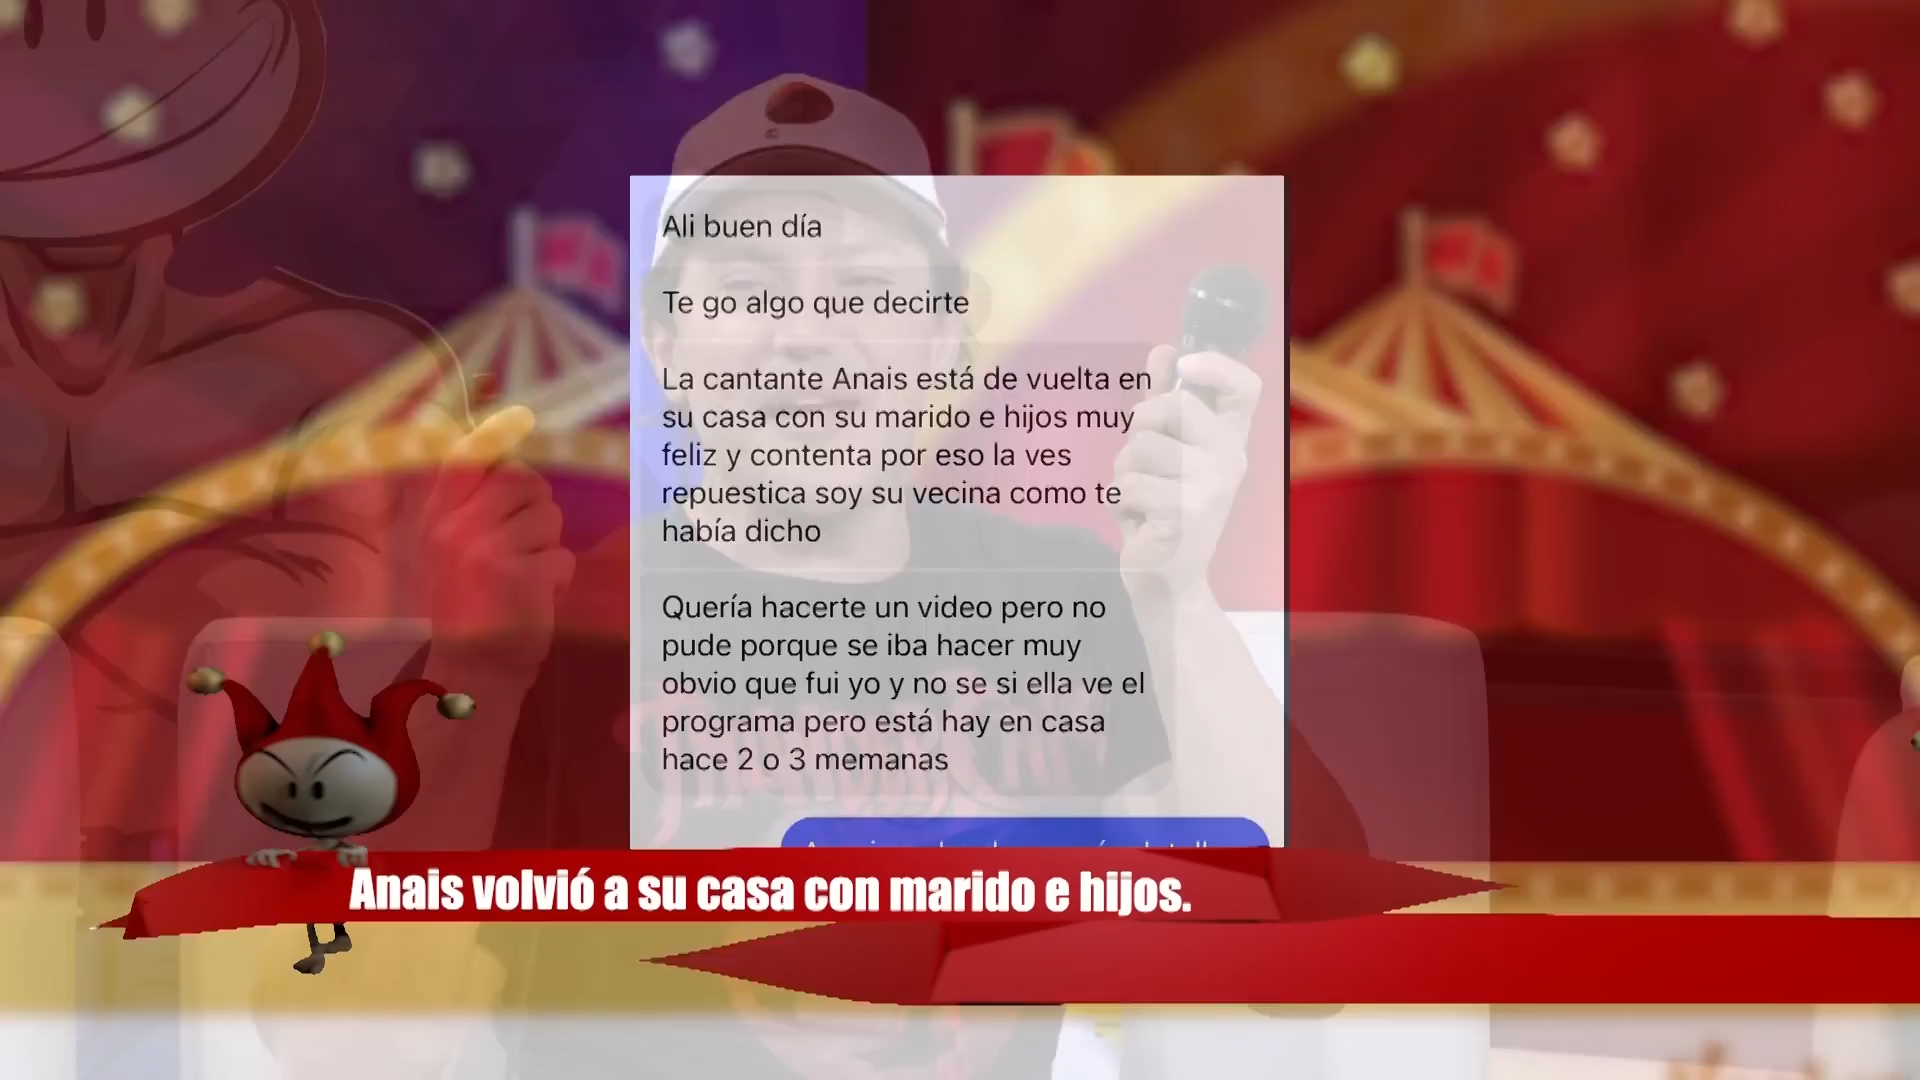 Ali buen día
Te go algo que decirte
La cantante Anais está de vuelta en
su casa con su marido e hijos muy
feliz y contenta por eso la ves
repuestica soy su vecina como te
había dicho
Quería hacerte un video pero no
pude porque se iba hacer muy
obvio que fui yo y no se si ella ve el
programa pero está hay en casa
hace 2 o 3 memanas
Anais volvió a su casa con marido e hijos.